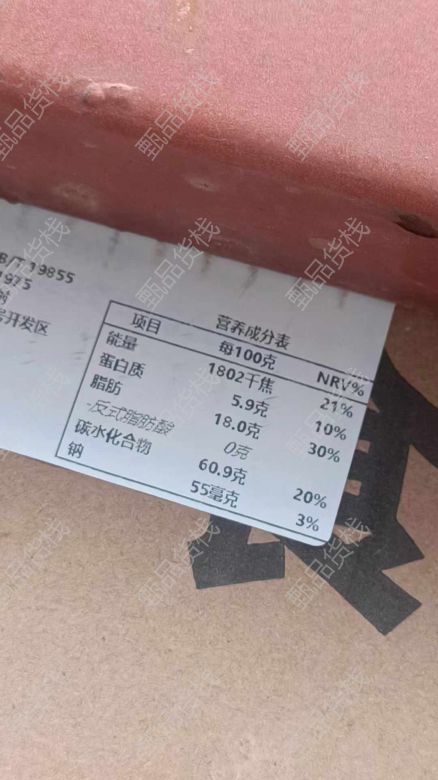 B/T 19855
1975
号开发区
营养成分表
项目 每100克 NRV%
能量 1802千焦 21%
蛋白质 5.9克 10%
脂肪 18.0克 30%
-反式脂肪酸 0克
碳水化合物 60.9克 20%
钠 55毫克 3%
甄品货栈